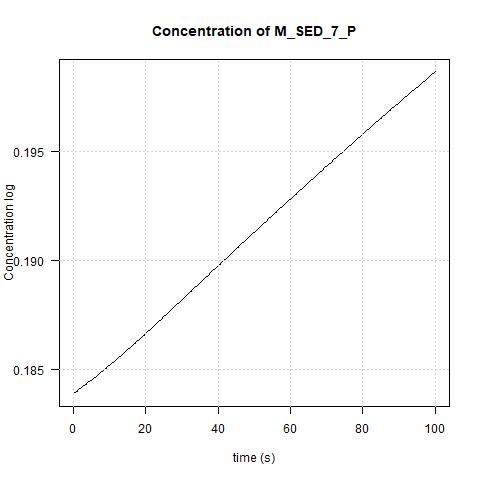 Concentration of M_SED_7_P
Concentration log
0.195
0.190
0.185
0 20 40 60 80 100
time (s)